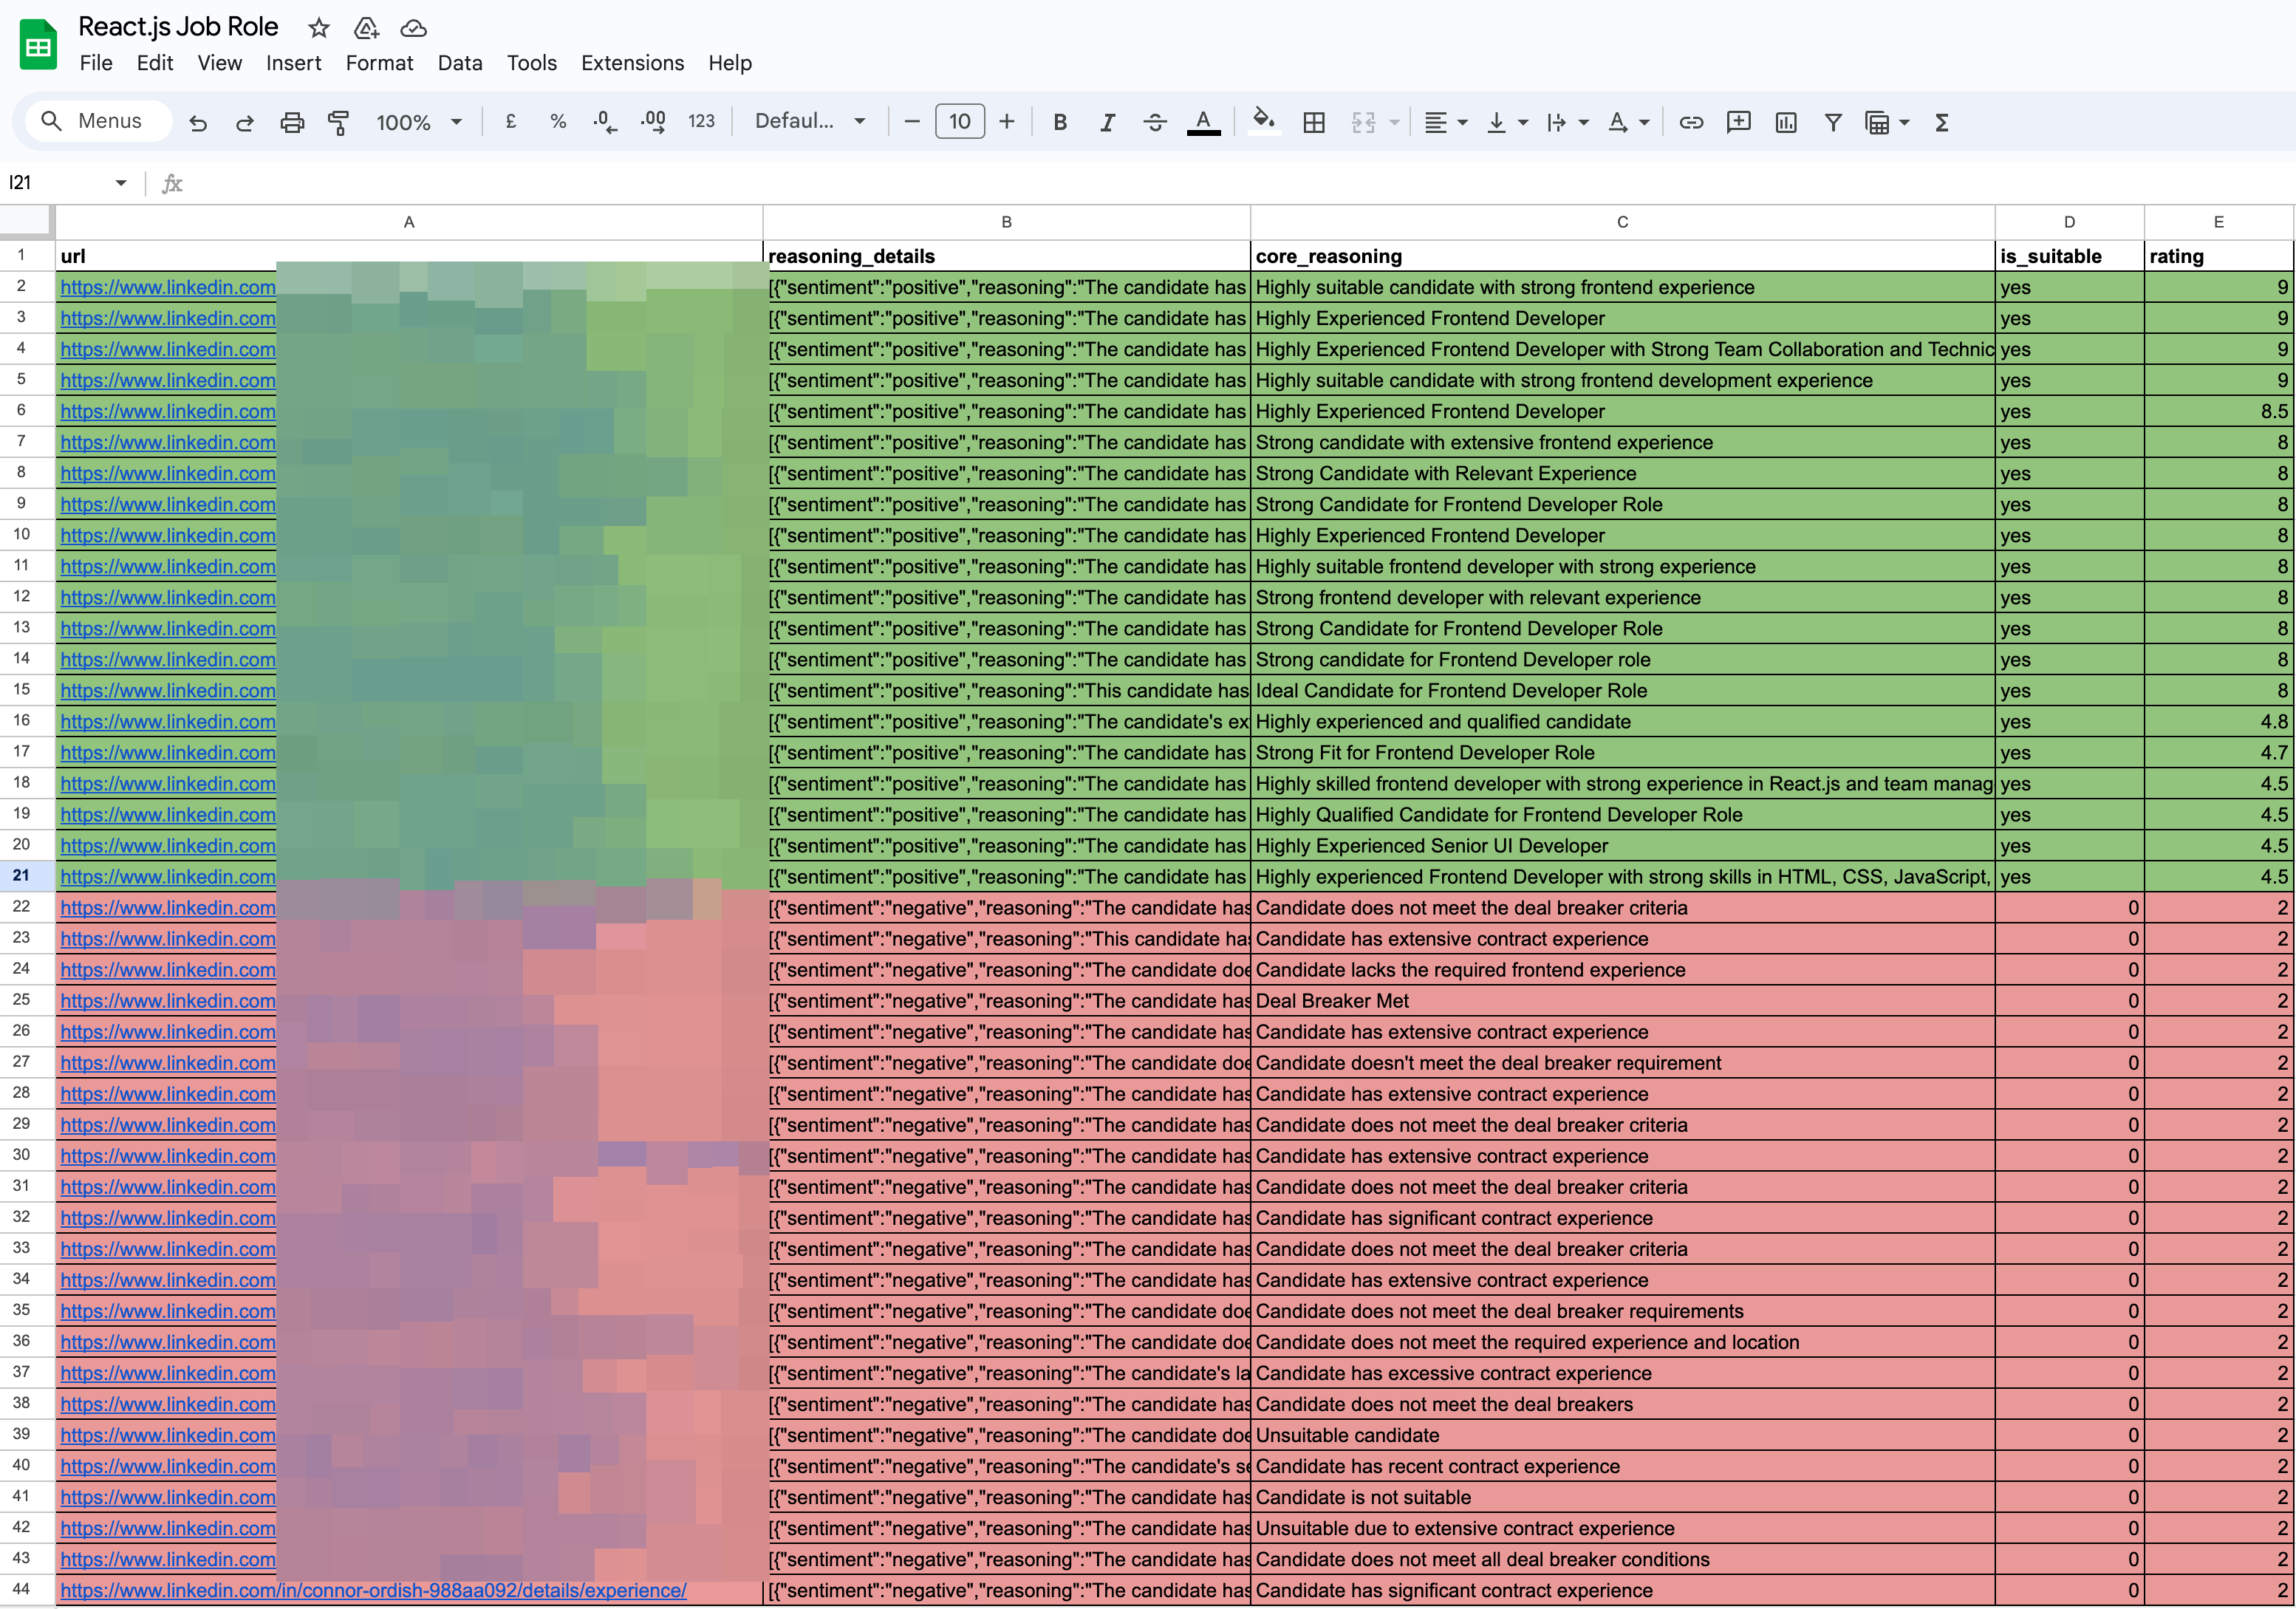 React.js Job Role
File Edit View Insert Format Data Tools Extensions Help
Menus 100% £ % .0 .00 123 Defaul... 10 B I S A A Σ
I21 fx
A B C D E
1 url reasoning_details core_reasoning is_suitable rating
2 https://www.linkedin.com [{"sentiment":"positive","reasoning":"The candidate has Highly suitable candidate with strong frontend experience yes 9
3 https://www.linkedin.com [{"sentiment":"positive","reasoning":"The candidate has Highly Experienced Frontend Developer yes 9
4 https://www.linkedin.com [{"sentiment":"positive","reasoning":"The candidate has Highly Experienced Frontend Developer with Strong Team Collaboration and Technic yes 9
5 https://www.linkedin.com [{"sentiment":"positive","reasoning":"The candidate has Highly suitable candidate with strong frontend development experience yes 9
6 https://www.linkedin.com [{"sentiment":"positive","reasoning":"The candidate has Highly Experienced Frontend Developer yes 8.5
7 https://www.linkedin.com [{"sentiment":"positive","reasoning":"The candidate has Strong candidate with extensive frontend experience yes 8
8 https://www.linkedin.com [{"sentiment":"positive","reasoning":"The candidate has Strong Candidate with Relevant Experience yes 8
9 https://www.linkedin.com [{"sentiment":"positive","reasoning":"The candidate has Strong Candidate for Frontend Developer Role yes 8
10 https://www.linkedin.com [{"sentiment":"positive","reasoning":"The candidate has Highly Experienced Frontend Developer yes 8
11 https://www.linkedin.com [{"sentiment":"positive","reasoning":"The candidate has Highly suitable frontend developer with strong experience yes 8
12 https://www.linkedin.com [{"sentiment":"positive","reasoning":"The candidate has Strong frontend developer with relevant experience yes 8
13 https://www.linkedin.com [{"sentiment":"positive","reasoning":"The candidate has Strong Candidate for Frontend Developer Role yes 8
14 https://www.linkedin.com [{"sentiment":"positive","reasoning":"The candidate has Strong candidate for Frontend Developer role yes 8
15 https://www.linkedin.com [{"sentiment":"positive","reasoning":"This candidate has Ideal Candidate for Frontend Developer Role yes 8
16 https://www.linkedin.com [{"sentiment":"positive","reasoning":"The candidate's ex Highly experienced and qualified candidate yes 4.8
17 https://www.linkedin.com [{"sentiment":"positive","reasoning":"The candidate has Strong Fit for Frontend Developer Role yes 4.7
18 https://www.linkedin.com [{"sentiment":"positive","reasoning":"The candidate has Highly skilled frontend developer with strong experience in React.js and team manag yes 4.5
19 https://www.linkedin.com [{"sentiment":"positive","reasoning":"The candidate has Highly Qualified Candidate for Frontend Developer Role yes 4.5
20 https://www.linkedin.com [{"sentiment":"positive","reasoning":"The candidate has Highly Experienced Senior UI Developer yes 4.5
21 https://www.linkedin.com [{"sentiment":"positive","reasoning":"The candidate has Highly experienced Frontend Developer with strong skills in HTML, CSS, JavaScript, yes 4.5
22 https://www.linkedin.com [{"sentiment":"negative","reasoning":"The candidate has Candidate does not meet the deal breaker criteria 0 2
23 https://www.linkedin.com [{"sentiment":"negative","reasoning":"This candidate has Candidate has extensive contract experience 0 2
24 https://www.linkedin.com [{"sentiment":"negative","reasoning":"The candidate doe Candidate lacks the required frontend experience 0 2
25 https://www.linkedin.com [{"sentiment":"negative","reasoning":"The candidate has Deal Breaker Met 0 2
26 https://www.linkedin.com [{"sentiment":"negative","reasoning":"The candidate has Candidate has extensive contract experience 0 2
27 https://www.linkedin.com [{"sentiment":"negative","reasoning":"The candidate doe Candidate doesn't meet the deal breaker requirement 0 2
28 https://www.linkedin.com [{"sentiment":"negative","reasoning":"The candidate has Candidate has extensive contract experience 0 2
29 https://www.linkedin.com [{"sentiment":"negative","reasoning":"The candidate has Candidate does not meet the deal breaker criteria 0 2
30 https://www.linkedin.com [{"sentiment":"negative","reasoning":"The candidate has Candidate has extensive contract experience 0 2
31 https://www.linkedin.com [{"sentiment":"negative","reasoning":"The candidate has Candidate does not meet the deal breaker criteria 0 2
32 https://www.linkedin.com [{"sentiment":"negative","reasoning":"The candidate has Candidate has significant contract experience 0 2
33 https://www.linkedin.com [{"sentiment":"negative","reasoning":"The candidate has Candidate does not meet the deal breaker criteria 0 2
34 https://www.linkedin.com [{"sentiment":"negative","reasoning":"The candidate has Candidate has extensive contract experience 0 2
35 https://www.linkedin.com [{"sentiment":"negative","reasoning":"The candidate doe Candidate does not meet the deal breaker requirements 0 2
36 https://www.linkedin.com [{"sentiment":"negative","reasoning":"The candidate doe Candidate does not meet the required experience and location 0 2
37 https://www.linkedin.com [{"sentiment":"negative","reasoning":"The candidate's la Candidate has excessive contract experience 0 2
38 https://www.linkedin.com [{"sentiment":"negative","reasoning":"The candidate has Candidate does not meet the deal breakers 0 2
39 https://www.linkedin.com [{"sentiment":"negative","reasoning":"The candidate doe Unsuitable candidate 0 2
40 https://www.linkedin.com [{"sentiment":"negative","reasoning":"The candidate's se Candidate has recent contract experience 0 2
41 https://www.linkedin.com [{"sentiment":"negative","reasoning":"The candidate has Candidate is not suitable 0 2
42 https://www.linkedin.com [{"sentiment":"negative","reasoning":"The candidate has Unsuitable due to extensive contract experience 0 2
43 https://www.linkedin.com [{"sentiment":"negative","reasoning":"The candidate has Candidate does not meet all deal breaker conditions 0 2
44 https://www.linkedin.com/in/connor-ordish-988aa092/details/experience/ [{"sentiment":"negative","reasoning":"The candidate has Candidate has significant contract experience 0 2